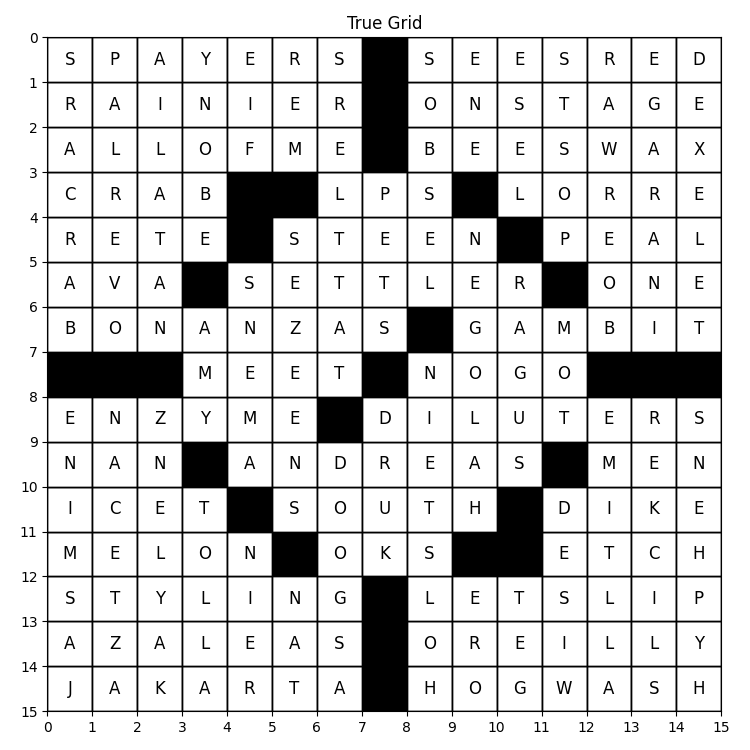 True Grid
0 S P A Y E R S S E E S R E D
1 R A I N I E R O N S T A G E
2 A L L O F M E B E E S W A X
3 C R A B L P S L O R R E
4 R E T E S T E E N P E A L
5 A V A S E T T L E R O N E
6 B O N A N Z A S G A M B I T
7 M E E T N O G O
8 E N Z Y M E D I L U T E R S
9 N A N A N D R E A S M E N
10 I C E T S O U T H D I K E
11 M E L O N O K S E T C H
12 S T Y L I N G L E T S L I P
13 A Z A L E A S O R E I L L Y
14 J A K A R T A H O G W A S H
15
0 1 2 3 4 5 6 7 8 9 10 11 12 13 14 15